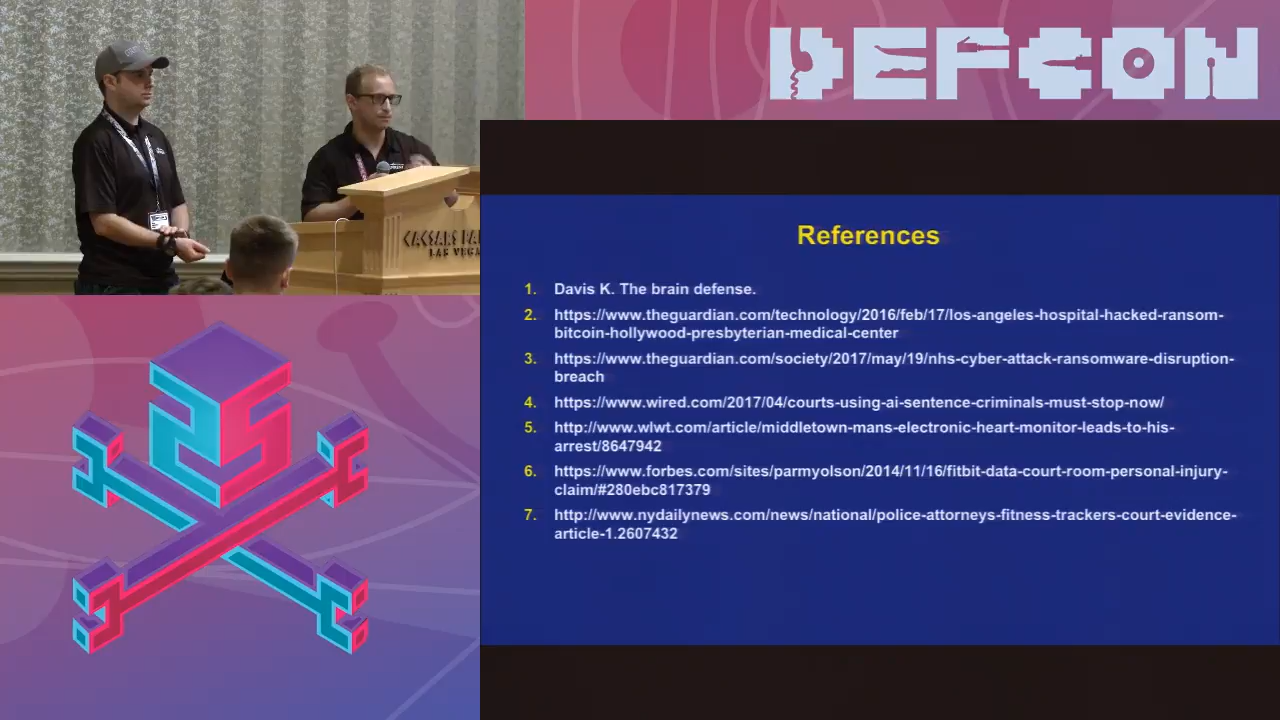 DEFCON
CAESARS PA
LAS VEGA
References
1. Davis K. The brain defense.
2. https://www.theguardian.com/technology/2016/feb/17/los-angeles-hospital-hacked-ransom-
bitcoin-hollywood-presbyterian-medical-center
3. https://www.theguardian.com/society/2017/may/19/nhs-cyber-attack-ransomware-disruption-
breach
4. https://www.wired.com/2017/04/courts-using-ai-sentence-criminals-must-stop-now/
5. http://www.wlwt.com/article/middletown-mans-electronic-heart-monitor-leads-to-his-
arrest/8647942
6. https://www.forbes.com/sites/parmyolson/2014/11/16/fitbit-data-court-room-personal-injury-
claim/#280ebc817379
7. http://www.nydailynews.com/news/national/police-attorneys-fitness-trackers-court-evidence-
article-1.2607432